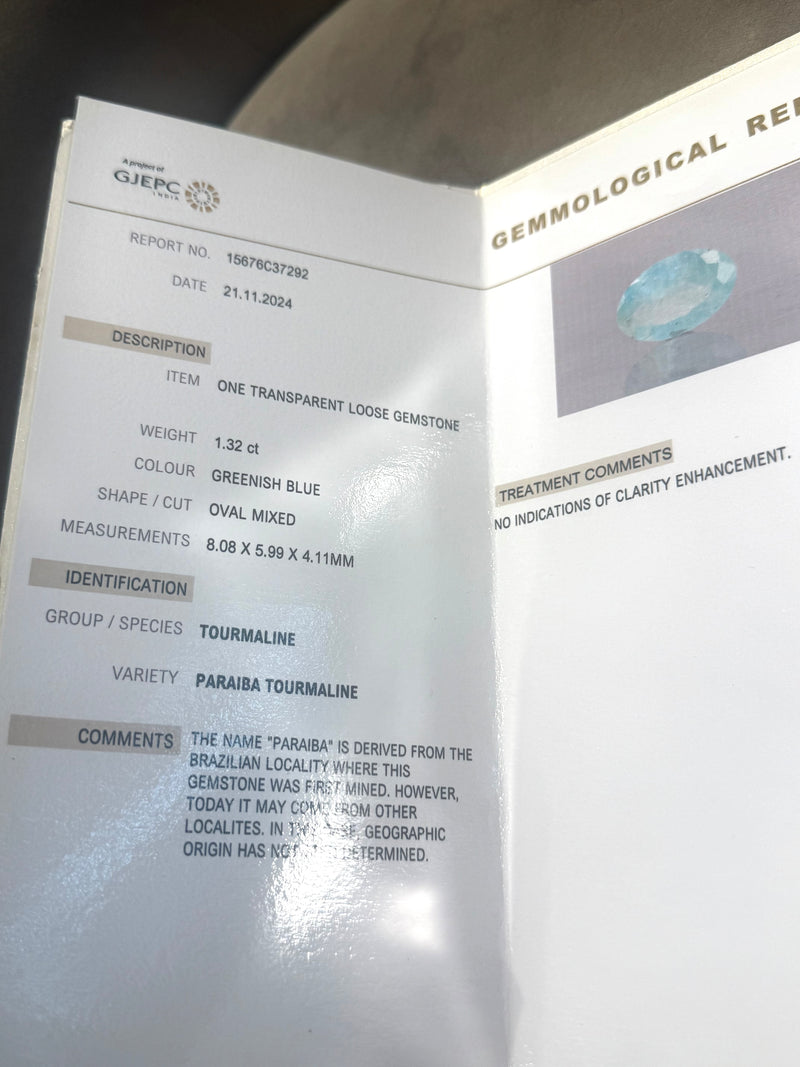 A project of
GJEPC
INDIA
REPORT NO. 15676C37292
DATE 21.11.2024
DESCRIPTION
ITEM ONE TRANSPARENT LOOSE GEMSTONE
WEIGHT 1.32 ct
COLOUR GREENISH BLUE
SHAPE / CUT OVAL MIXED
MEASUREMENTS 8.08 X 5.99 X 4.11MM
IDENTIFICATION
GROUP / SPECIES TOURMALINE
VARIETY PARAIBA TOURMALINE
COMMENTS THE NAME "PARAIBA" IS DERIVED FROM THE
BRAZILIAN LOCALITY WHERE THIS
GEMSTONE WAS FIRST MINED. HOWEVER,
TODAY IT MAY COME FROM OTHER
LOCALITES. IN GEOGRAPHIC
ORIGIN HAS DETERMINED.
GEMMOLOGICAL
TREATMENT COMMENTS
NO INDICATIONS OF CLARITY ENHANCEMENT.